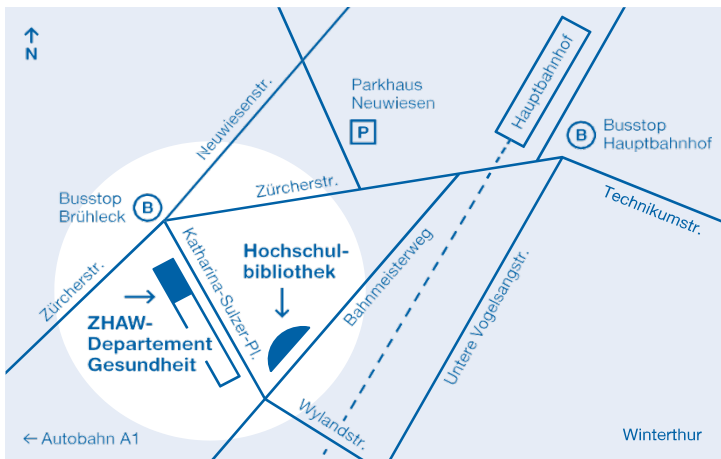 N
Neuwiesenstr.
Parkhaus
Neuwiesen
P
Hauptbahnhof
B
Busstop
Hauptbahnhof
Busstop
Brühleck
B
Zürcherstr.
Technikumstr.
Zürcherstr.
Katharina-Sulzer-Pl.
Hochschul-
bibliothek
Bahnmeisterweg
Untere Vogelsangstr.
ZHAW-
Departement
Gesundheit
Wylandstr.
← Autobahn A1
Winterthur